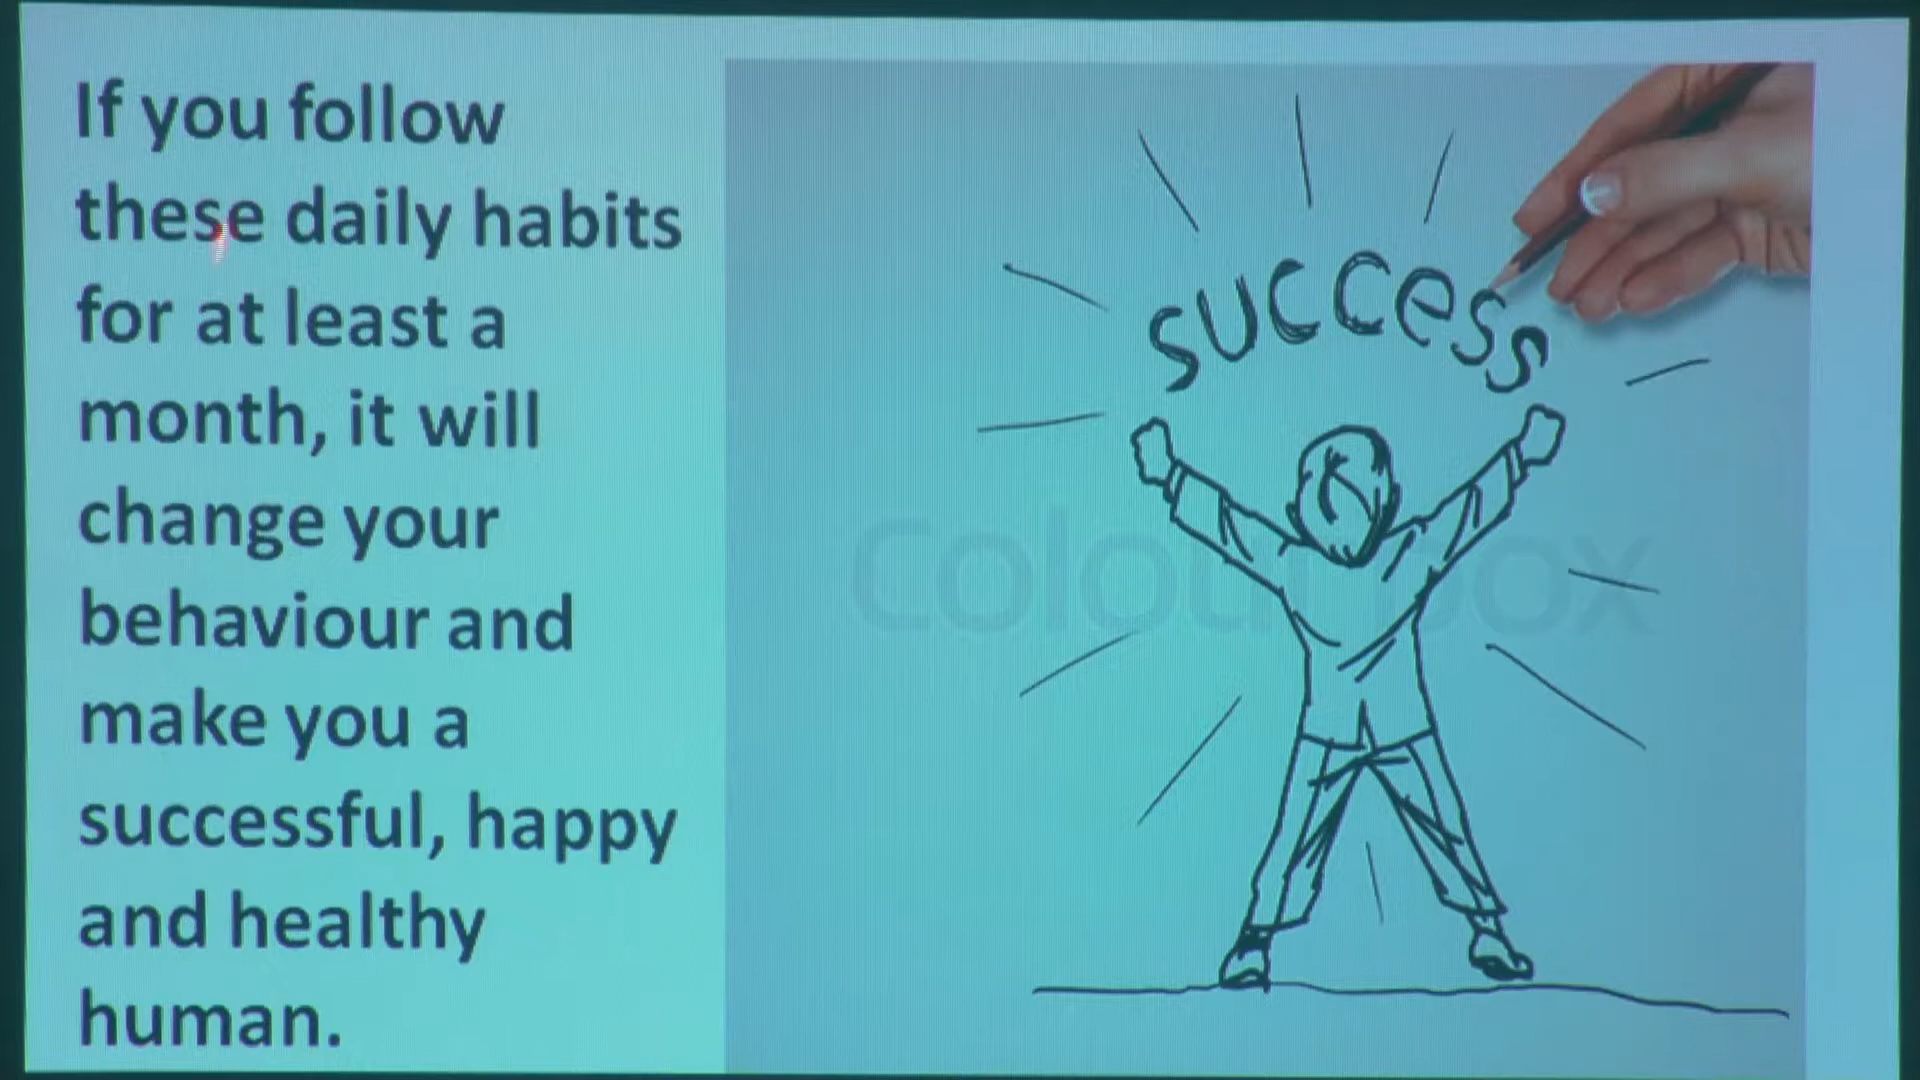 If you follow
these daily habits
for at least a
month, it will
change your
behaviour and
make you a
successful, happy
and healthy
human.
success
colourbox